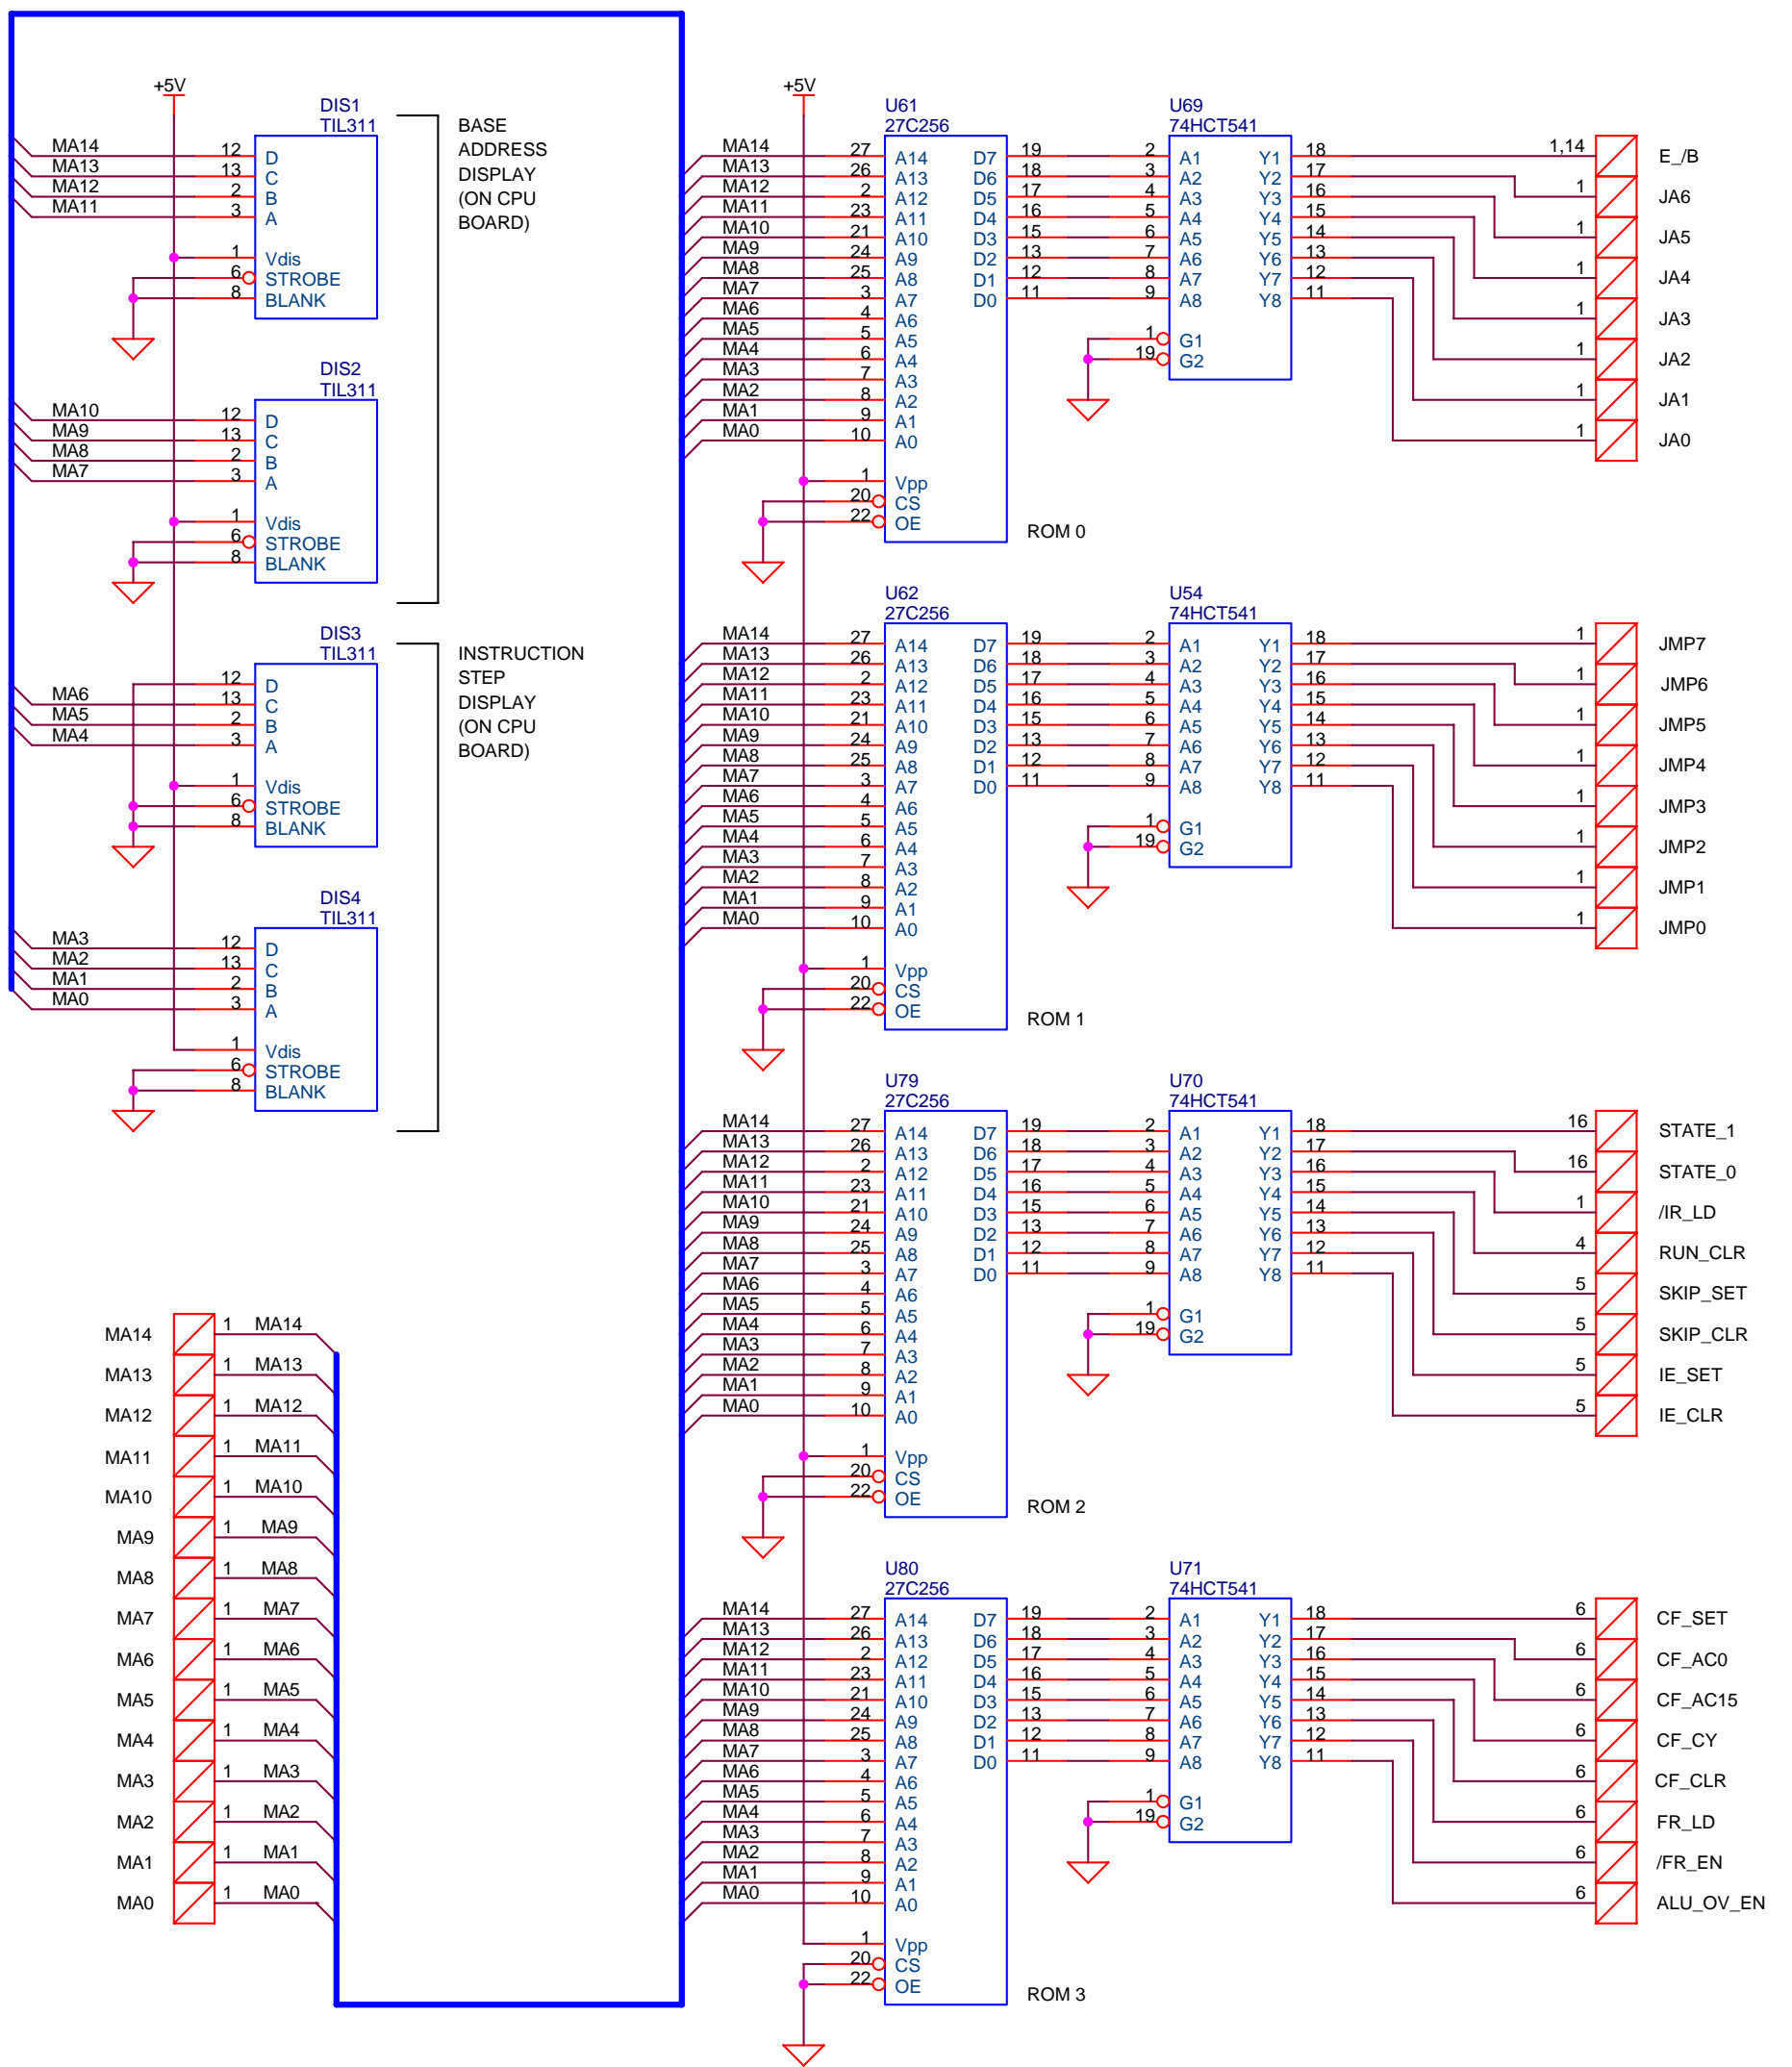 +5V
DIS1
TIL311
MA14 12 D
MA13 13 C
MA12 2 B
MA11 3 A
1 Vdis
6 STROBE
8 BLANK
BASE
ADDRESS
DISPLAY
(ON CPU
BOARD)
DIS2
TIL311
MA10 12 D
MA9 13 C
MA8 2 B
MA7 3 A
1 Vdis
6 STROBE
8 BLANK
DIS3
TIL311
12 D
MA6 13 C
MA5 2 B
MA4 3 A
1 Vdis
6 STROBE
8 BLANK
INSTRUCTION
STEP
DISPLAY
(ON CPU
BOARD)
DIS4
TIL311
MA3 12 D
MA2 13 C
MA1 2 B
MA0 3 A
1 Vdis
6 STROBE
8 BLANK
MA14 1 MA14
MA13 1 MA13
MA12 1 MA12
MA11 1 MA11
MA10 1 MA10
MA9 1 MA9
MA8 1 MA8
MA7 1 MA7
MA6 1 MA6
MA5 1 MA5
MA4 1 MA4
MA3 1 MA3
MA2 1 MA2
MA1 1 MA1
MA0 1 MA0
+5V
U61 U69
27C256 74HCT541
MA14 27 A14 D7 19 2 A1 Y1 18 1,14 E_/B
MA13 26 A13 D6 18 3 A2 Y2 17 1 JA6
MA12 2 A12 D5 17 4 A3 Y3 16 1 JA5
MA11 23 A11 D4 16 5 A4 Y4 15 1 JA4
MA10 21 A10 D3 15 6 A5 Y5 14 1 JA3
MA9 24 A9 D2 13 7 A6 Y6 13 1 JA2
MA8 25 A8 D1 12 8 A7 Y7 12 1 JA1
MA7 3 A7 D0 11 9 A8 Y8 11 1 JA0
MA6 4 A6
MA5 5 A5 1 G1
MA4 6 A4 19 G2
MA3 7 A3
MA2 8 A2
MA1 9 A1
MA0 10 A0
1 Vpp
20 CS
22 OE
ROM 0
U62 U54
27C256 74HCT541
MA14 27 A14 D7 19 2 A1 Y1 18 1 JMP7
MA13 26 A13 D6 18 3 A2 Y2 17 1 JMP6
MA12 2 A12 D5 17 4 A3 Y3 16 1 JMP5
MA11 23 A11 D4 16 5 A4 Y4 15 1 JMP4
MA10 21 A10 D3 15 6 A5 Y5 14 1 JMP3
MA9 24 A9 D2 13 7 A6 Y6 13 1 JMP2
MA8 25 A8 D1 12 8 A7 Y7 12 1 JMP1
MA7 3 A7 D0 11 9 A8 Y8 11 1 JMP0
MA6 4 A6
MA5 5 A5 1 G1
MA4 6 A4 19 G2
MA3 7 A3
MA2 8 A2
MA1 9 A1
MA0 10 A0
1 Vpp
20 CS
22 OE
ROM 1
U79 U70
27C256 74HCT541
MA14 27 A14 D7 19 2 A1 Y1 18 16 STATE_1
MA13 26 A13 D6 18 3 A2 Y2 17 16 STATE_0
MA12 2 A12 D5 17 4 A3 Y3 16 1 /IR_LD
MA11 23 A11 D4 16 5 A4 Y4 15 4 RUN_CLR
MA10 21 A10 D3 15 6 A5 Y5 14 5 SKIP_SET
MA9 24 A9 D2 13 7 A6 Y6 13 5 SKIP_CLR
MA8 25 A8 D1 12 8 A7 Y7 12 5 IE_SET
MA7 3 A7 D0 11 9 A8 Y8 11 5 IE_CLR
MA6 4 A6
MA5 5 A5 1 G1
MA4 6 A4 19 G2
MA3 7 A3
MA2 8 A2
MA1 9 A1
MA0 10 A0
1 Vpp
20 CS
22 OE
ROM 2
U80 U71
27C256 74HCT541
MA14 27 A14 D7 19 2 A1 Y1 18 6 CF_SET
MA13 26 A13 D6 18 3 A2 Y2 17 6 CF_AC0
MA12 2 A12 D5 17 4 A3 Y3 16 6 CF_AC15
MA11 23 A11 D4 16 5 A4 Y4 15 6 CF_CY
MA10 21 A10 D3 15 6 A5 Y5 14 6 CF_CLR
MA9 24 A9 D2 13 7 A6 Y6 13 6 FR_LD
MA8 25 A8 D1 12 8 A7 Y7 12 6 /FR_EN
MA7 3 A7 D0 11 9 A8 Y8 11 6 ALU_OV_EN
MA6 4 A6
MA5 5 A5 1 G1
MA4 6 A4 19 G2
MA3 7 A3
MA2 8 A2
MA1 9 A1
MA0 10 A0
1 Vpp
20 CS
22 OE
ROM 3